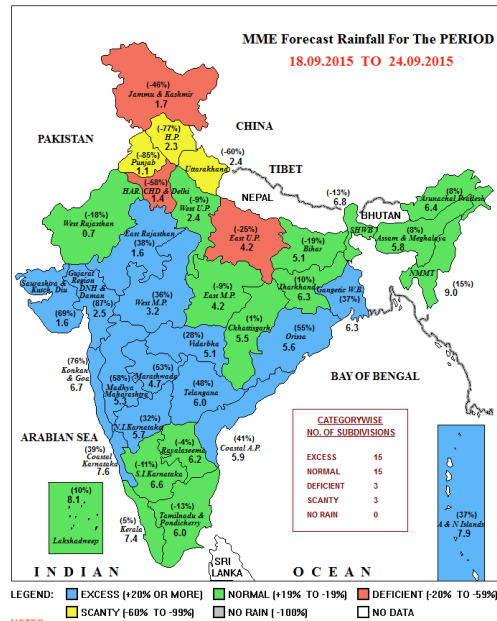 MME Forecast Rainfall For The PERIOD
18.09.2015 TO 24.09.2015
(-46%)
Jammu & Kashmir
1.7
PAKISTAN
CHINA
(-77%)
H.P.
2.3
(-85%)
Punjab
1.1
(-60%)
2.4
Uttarakhand
TIBET
(-58%)
HAR. CHD & Delhi
1.4
NEPAL
(-9%)
West U.P.
2.4
(-13%)
6.8
(8%)
Arunachal Pradesh
6.4
BHUTAN
(-18%)
West Rajasthan
0.7
East Rajasthan
(38%)
1.6
(-25%)
East U.P.
4.2
(-19%)
Bihar
5.1
SHWB
(8%)
Assam & Meghalaya
5.8
NMMT
(15%)
9.0
Saurashtra &
Kutch, Diu
(69%)
1.6
Gujarat
Region
DNH &
Daman
(87%)
2.5
(36%)
West M.P.
3.2
(-9%)
East M.P.
4.2
(10%)
Jharkhand
6.3
Gangetic W.B.
(37%)
6.3
(1%)
Chhattisgarh
5.5
(28%)
Vidarbha
5.1
(55%)
Orissa
5.6
(76%)
Konkan
& Goa
6.7
(58%)
Madhya
Maharashtra
5.3
(53%)
Marathwada
4.7
(48%)
Telangana
6.0
BAY OF BENGAL
ARABIAN SEA
(32%)
N.I.Karnataka
5.7
(39%)
Coastal
Karnataka
7.6
(-4%)
Rayalaseema
6.2
(41%)
Coastal A.P.
5.9
(-11%)
S.I.Karnataka
6.6
(10%)
8.1
Lakshadweep
(5%)
Kerala
7.4
(-13%)
Tamilnadu &
Pondicherry
6.0
CATEGORYWISE
NO. OF SUBDIVISIONS
EXCESS 15
NORMAL 15
DEFICIENT 3
SCANTY 3
NO RAIN 0
(37%)
A & N Islands
7.9
SRI
LANKA
INDIAN OCEAN
LEGEND: EXCESS (+20% OR MORE) NORMAL (+19% TO -19%) DEFICIENT (-20% TO -59%)
SCANTY (-60% TO -99%) NO RAIN (-100%) NO DATA
NOTES: